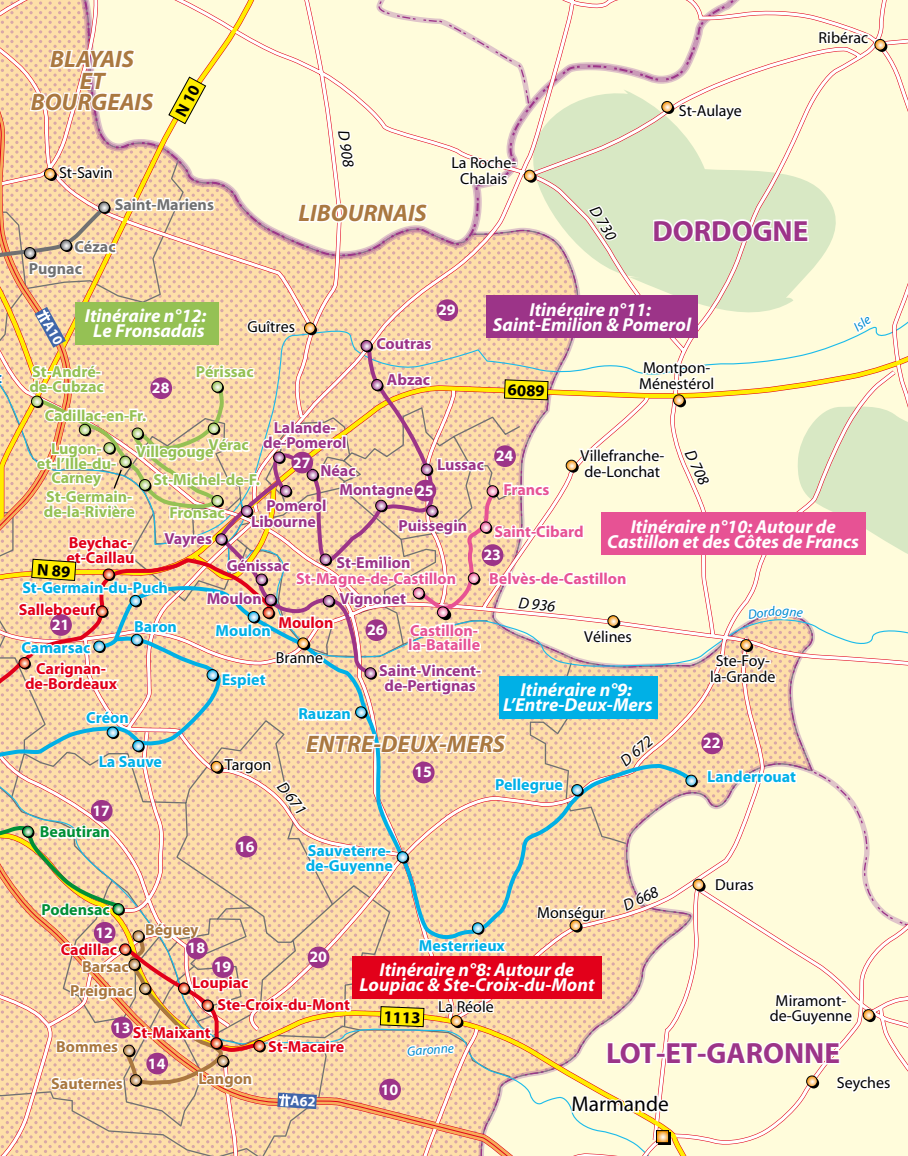 BLAYAIS
ET
BOURGEAIS
N 10
D 908
Ribérac
St-Aulaye
La Roche-
Chalais
St-Savin
Saint-Mariens
LIBOURNAIS
D 730
DORDOGNE
Cézac
Pugnac
A10
Itinéraire n°12:
Le Fronsadais
Guîtres
29
Itinéraire n°11:
Saint-Emilion & Pomerol
Isle
Coutras
Abzac
St-André-
de-Cubzac
28
Périssac
6089
Montpon-
Ménestérol
Cadillac-en-Fr.
Lalande-
de-Pomerol
Vérac
Villegouge
Lugon-
et-l'Ile-du-
Carney
27
Néac
Lussac
24
Villefranche-
de-Lonchat
D 708
St-Michel-de-F.
St-Germain-
de-la-Rivière
Fronsac
Pomerol
Libourne
Montagne
25
Puissegin
Francs
Saint-Cibard
Itinéraire n°10: Autour de
Castillon et des Côtes de Francs
Vayres
Beychac-
et-Caillau
Génissac
St-Emilion
23
N 89
St-Germain-du-Puch
St-Magne-de-Castillon
Belvès-de-Castillon
Salleboeuf
21
Moulon
Vignonet
D 936
Dordogne
Baron
Moulon
Moulon
26
Castillon-
la-Bataille
Vélines
Camarsac
Branne
Carignan-
de-Bordeaux
Espiet
Saint-Vincent-
de-Pertignas
Ste-Foy-
la-Grande
Itinéraire n°9:
L'Entre-Deux-Mers
Rauzan
Créon
La Sauve
ENTRE-DEUX-MERS
D 672
22
Targon
15
Pellegrue
Landerrouat
D 671
17
Beautiran
16
Sauveterre-
de-Guyenne
Duras
Podensac
D 668
Monségur
12
Béguey
Cadillac
18
Mesterrieux
Barsac
19
20
Preignac
Loupiac
Itinéraire n°8: Autour de
Loupiac & Ste-Croix-du-Mont
Ste-Croix-du-Mont
La Réole
1113
Miramont-
de-Guyenne
13
St-Maixant
Bommes
St-Macaire
Garonne
LOT-ET-GARONNE
14
Sauternes
Langon
10
Seyches
A62
Marmande